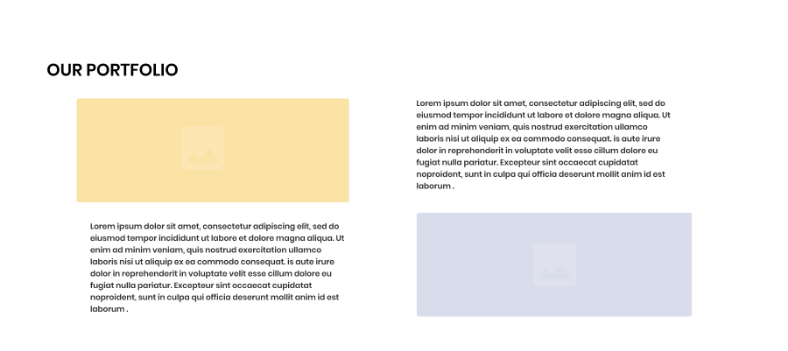 OUR PORTFOLIO
Lorem ipsum dolor sit amet, consectetur adipiscing elit, sed do
eiusmod tempor incididunt ut labore et dolore magna aliqua. Ut
enim ad minim veniam, quis nostrud exercitation ullamco
laboris nisi ut aliquip ex ea commodo consequat. is aute irure
dolor in reprehenderit in voluptate velit esse cillum dolore eu
fugiat nulla pariatur. Excepteur sint occaecat cupidatat
noproident, sunt in culpa qui officia deserunt mollit anim id est
laborum .
Lorem ipsum dolor sit amet, consectetur adipiscing elit, sed do
eiusmod tempor incididunt ut labore et dolore magna aliqua. Ut
enim ad minim veniam, quis nostrud exercitation ullamco
laboris nisi ut aliquip ex ea commodo consequat. is aute irure
dolor in reprehenderit in voluptate velit esse cillum dolore eu
fugiat nulla pariatur. Excepteur sint occaecat cupidatat
noproident, sunt in culpa qui officia deserunt mollit anim id est
laborum .